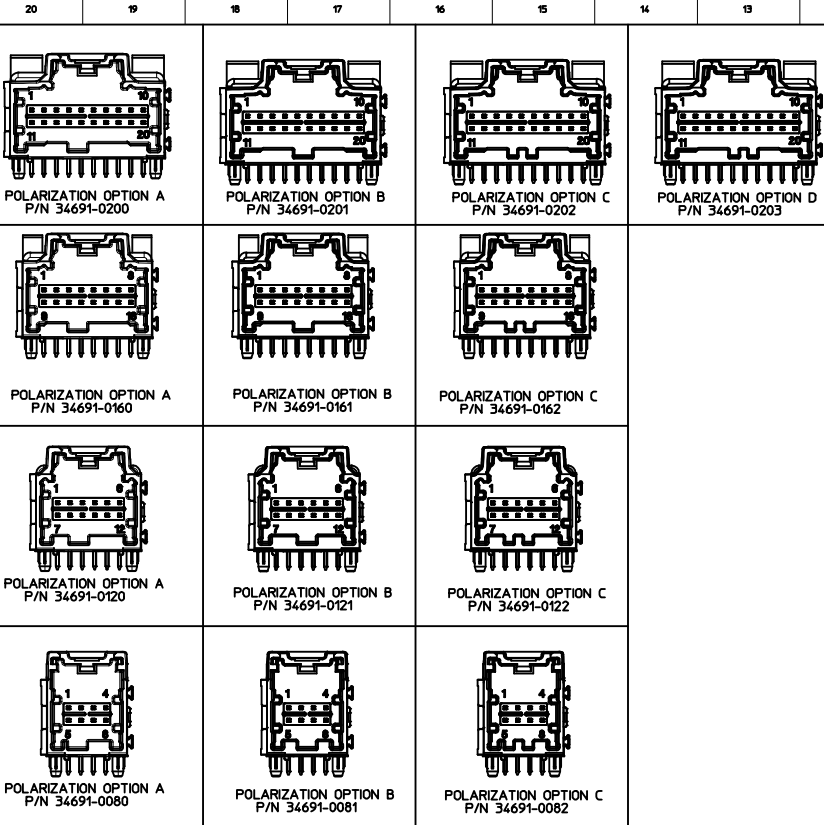 20 19 18 17 16 15 14 13
1 10
11 20
POLARIZATION OPTION A
P/N 34691-0200
1 10
11 20
POLARIZATION OPTION B
P/N 34691-0201
1 10
11 20
POLARIZATION OPTION C
P/N 34691-0202
1 10
11 20
POLARIZATION OPTION D
P/N 34691-0203
1 8
9 16
POLARIZATION OPTION A
P/N 34691-0160
1 8
9 16
POLARIZATION OPTION B
P/N 34691-0161
1 8
9 16
POLARIZATION OPTION C
P/N 34691-0162
1 6
7 12
POLARIZATION OPTION A
P/N 34691-0120
1 6
7 12
POLARIZATION OPTION B
P/N 34691-0121
1 6
7 12
POLARIZATION OPTION C
P/N 34691-0122
1 4
5 8
POLARIZATION OPTION A
P/N 34691-0080
1 4
5 8
POLARIZATION OPTION B
P/N 34691-0081
1 4
5 8
POLARIZATION OPTION C
P/N 34691-0082